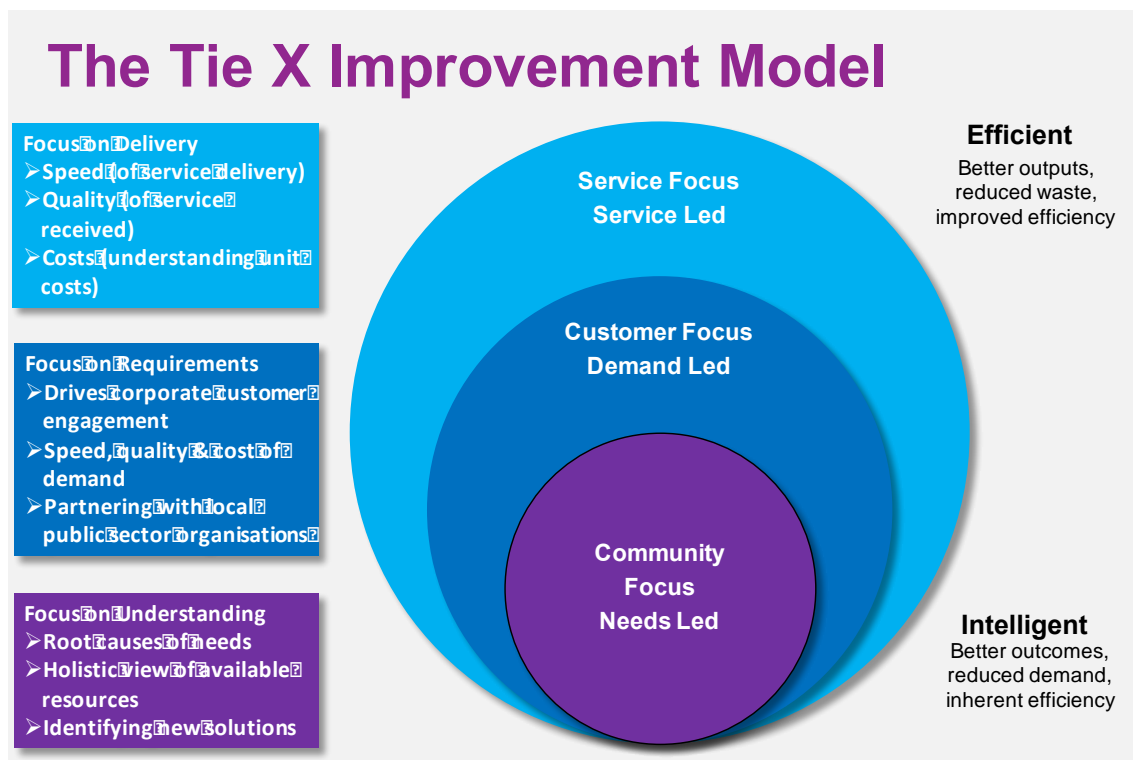 The Tie X Improvement Model
Focus on Delivery
➢Speed (of service delivery)
➢Quality (of service
received)
➢Costs (understanding unit
costs)
Focus on Requirements
➢Drives corporate customer
engagement
➢Speed, quality & cost of
demand
➢Partnering with local
public sector organisations
Focus on Understanding
➢Root causes of needs
➢Holistic view of available
resources
➢Identifying new solutions
Service Focus
Service Led
Customer Focus
Demand Led
Community
Focus
Needs Led
Efficient
Better outputs,
reduced waste,
improved efficiency
Intelligent
Better outcomes,
reduced demand,
inherent efficiency